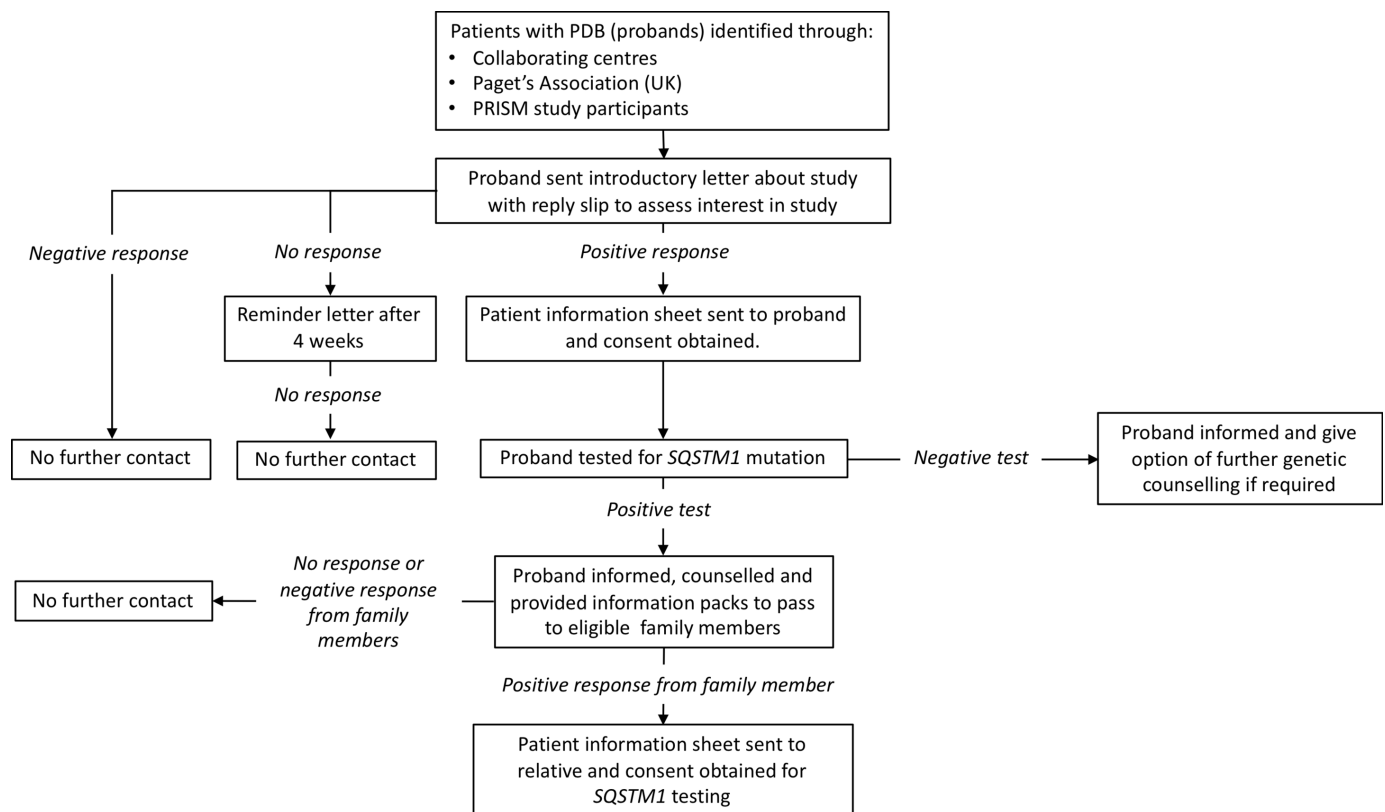 Patients with PDB (probands) identified through:
• Collaborating centres
• Paget’s Association (UK)
• PRISM study participants
Proband sent introductory letter about study
with reply slip to assess interest in study
Negative response
No response
Positive response
Reminder letter after
4 weeks
Patient information sheet sent to proband
and consent obtained.
No response
No further contact
No further contact
Proband tested for SQSTM1 mutation
Negative test
Proband informed and give
option of further genetic
counselling if required
Positive test
No further contact
No response or
negative response
from family
members
Proband informed, counselled and
provided information packs to pass
to eligible family members
Positive response from family member
Patient information sheet sent to
relative and consent obtained for
SQSTM1 testing